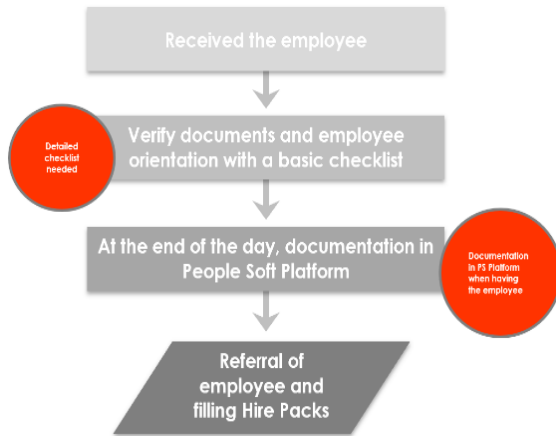 Received the employee
Detailed
checklist
needed
Verify documents and employee
orientation with a basic checklist
At the end of the day, documentation in
People Soft Platform
Documentation
in PS Platform
when having
the employee
Referral of
employee and
filling Hire Packs